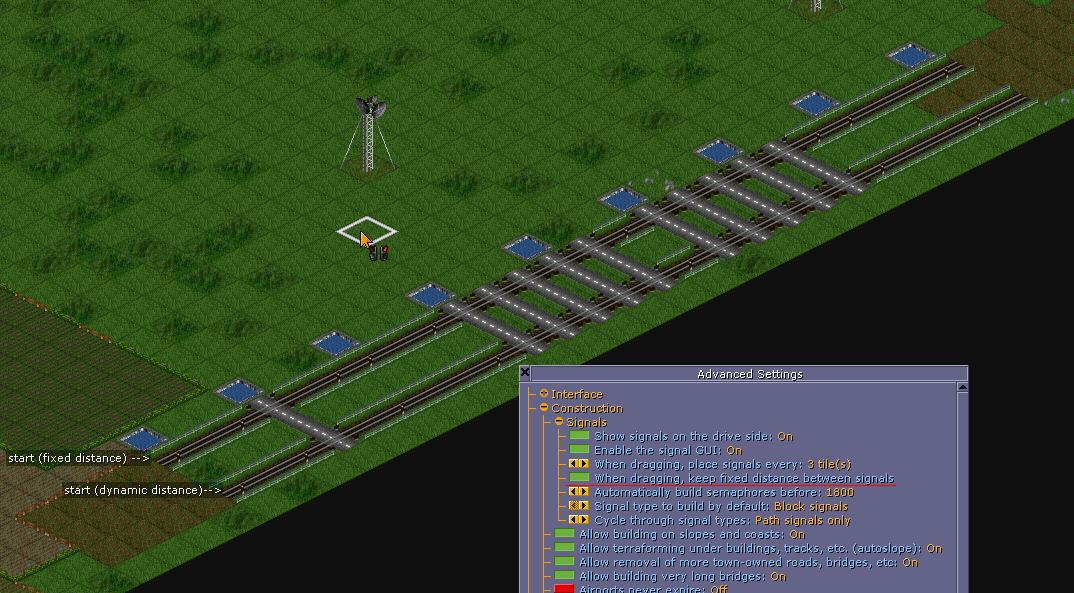 start (fixed distance) -->
start (dynamic distance)-->
Advanced Settings
Interface
Construction
Signals
Show signals on the drive side: On
Enable the signal GUI: On
When dragging, place signals every: 3 tile(s)
When dragging, keep fixed distance between signals
Automatically build semaphores before: 1800
Signal type to build by default: Block signals
Cycle through signal types: Path signals only
Allow building on slopes and coasts: On
Allow terraforming under buildings, tracks, etc. (autoslope): On
Allow removal of more town-owned roads, bridges, etc: On
Allow building very long bridges: On
Airports never expire: Off